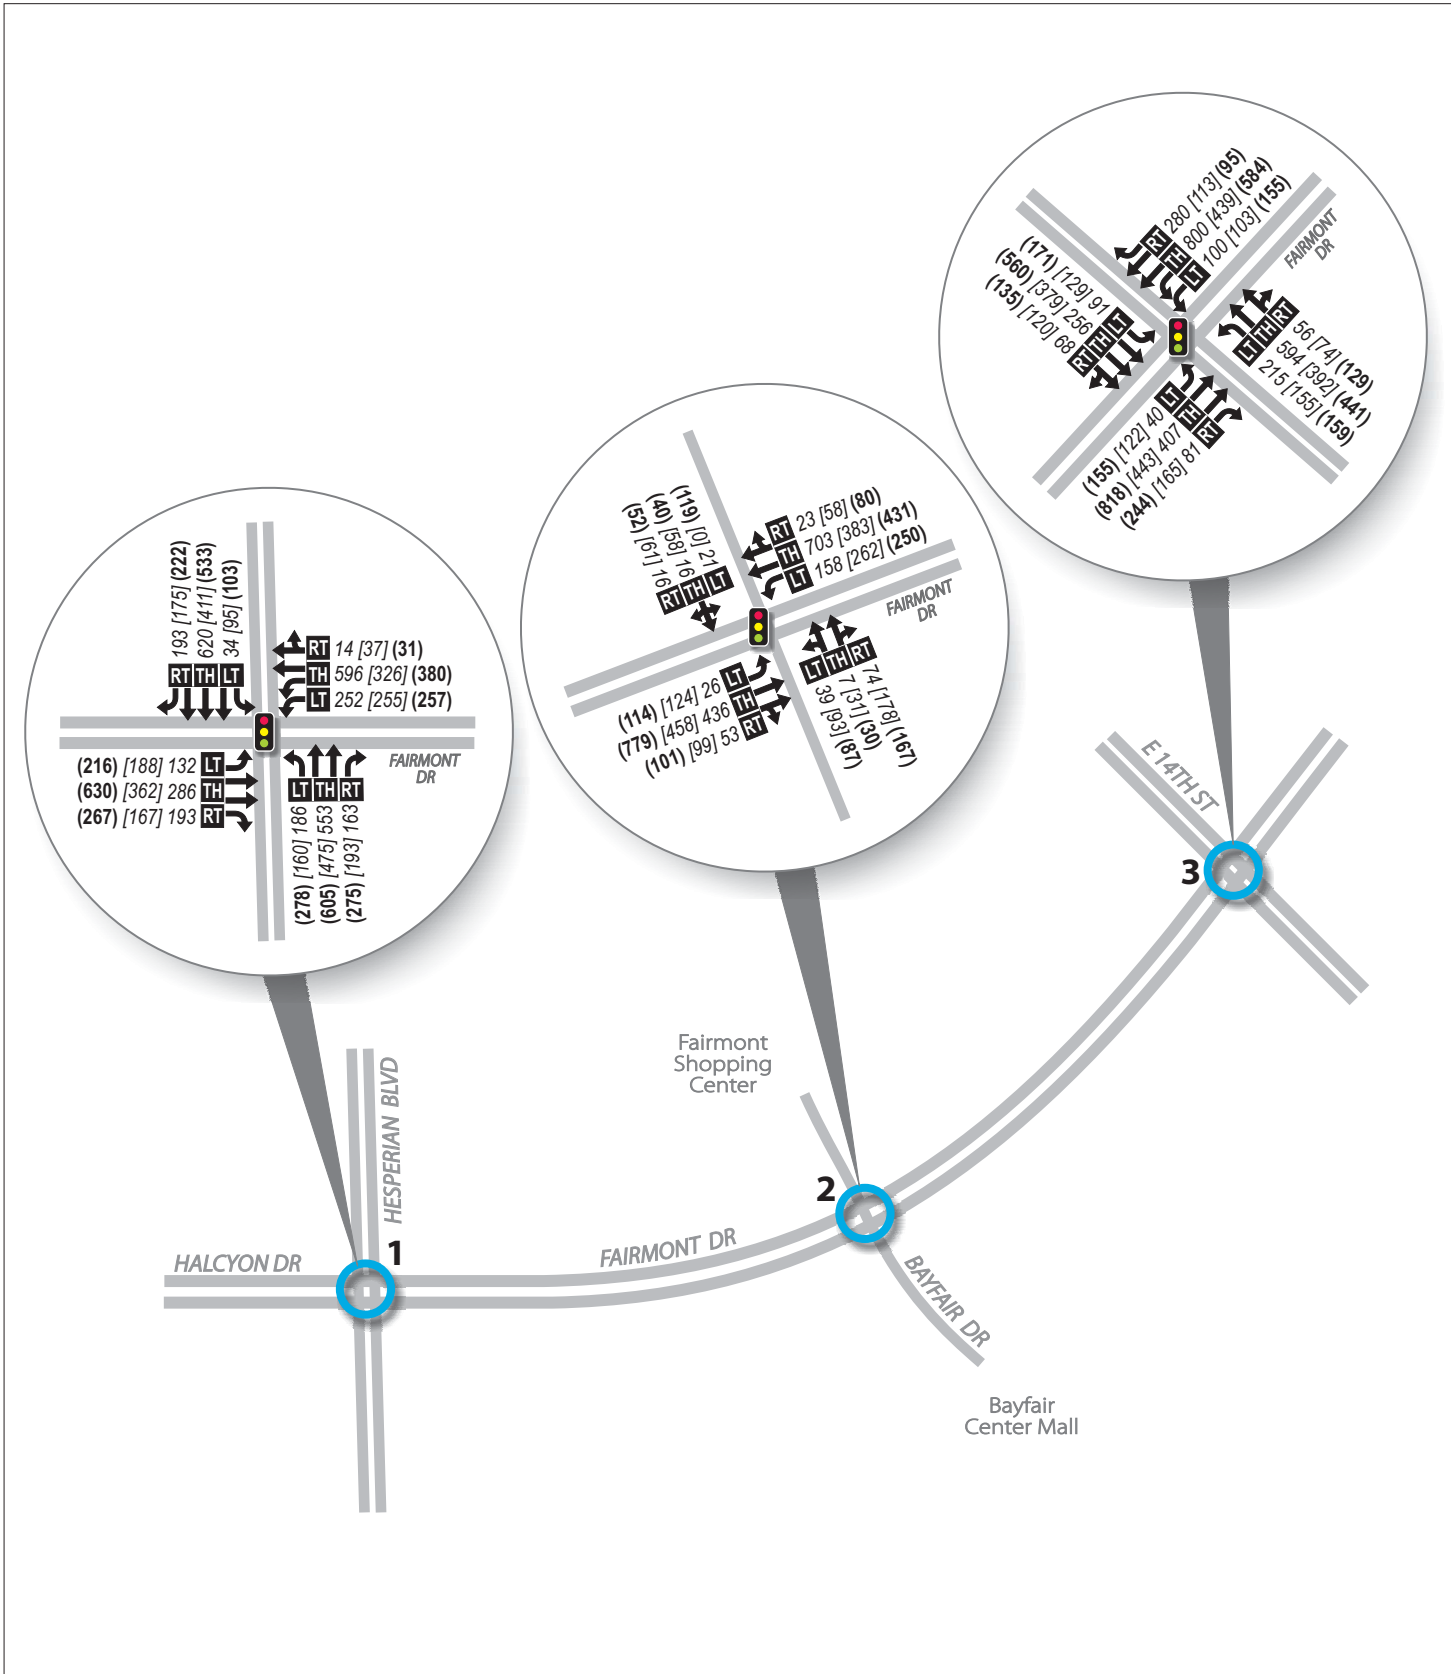 RT 280 [113] (95)
TH 800 [439] (584)
LT 100 [103] (155)
FAIRMONT
DR
(171) [129] 91 LT
(560) [379] 256 TH
(135) [120] 68 RT
RT 56 [74] (129)
TH 594 [392] (441)
LT 215 [155] (159)
(155) [122] 40 LT
(818) [443] 407 TH
(244) [165] 81 RT
(119) [0] 21 LT
(40) [58] 16 TH
(52) [61] 16 RT
RT 23 [58] (80)
TH 703 [383] (431)
LT 158 [262] (250)
FAIRMONT
DR
(114) [124] 26 LT
(779) [458] 436 TH
(101) [99] 53 RT
LT 39 [93] (87)
TH 7 [31] (30)
RT 74 [178] (167)
RT 193 [175] (222)
TH 620 [411] (533)
LT 34 [95] (103)
RT 14 [37] (31)
TH 596 [326] (380)
LT 252 [255] (257)
FAIRMONT
DR
(216) [188] 132 LT
(630) [362] 286 TH
(267) [167] 193 RT
(278) [160] 186 LT
(605) [475] 553 TH
(275) [193] 163 RT
E 14TH ST
3
Fairmont
Shopping
Center
HESPERIAN BLVD
2
1
HALCYON DR
FAIRMONT DR
BAYFAIR DR
Bayfair
Center Mall